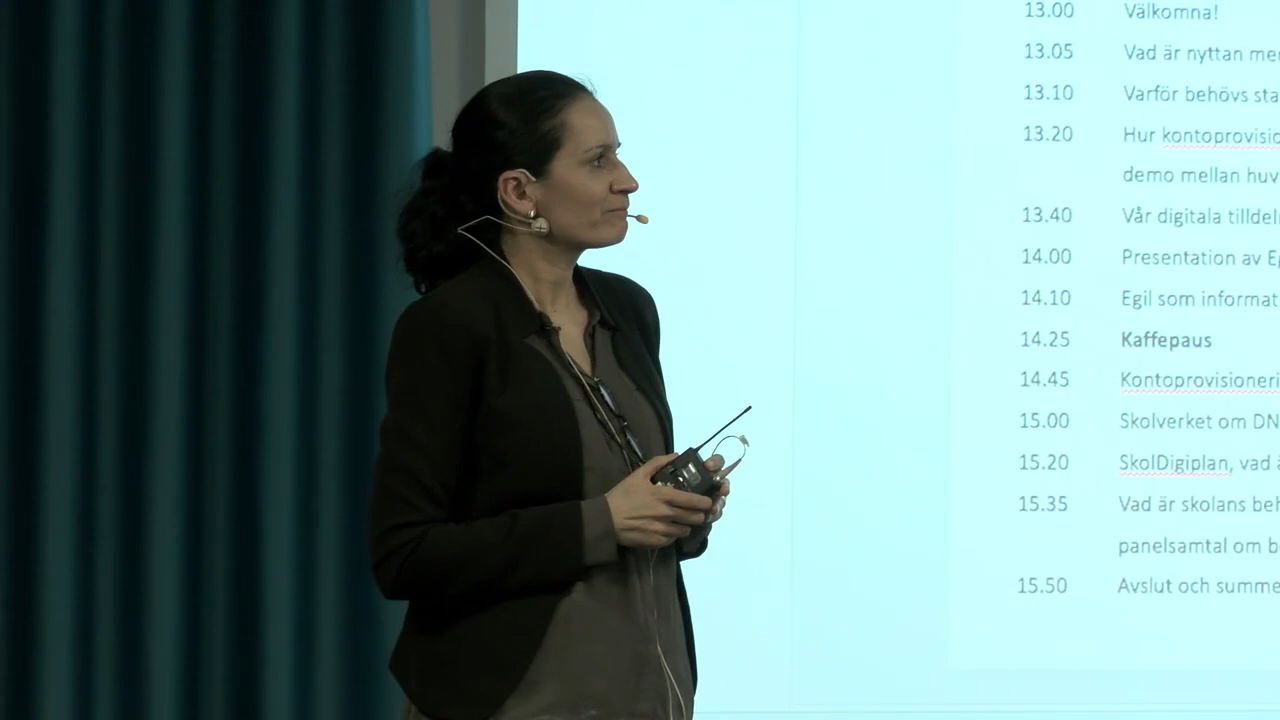 13.00 Välkomna!
13.05 Vad är nyttan me
13.10 Varför behövs sta
13.20 Hur kontoprovisio
demo mellan huv
13.40 Vår digitala tilldel
14.00 Presentation av E
14.10 Egil som informat
14.25 Kaffepaus
14.45 Kontoprovisioneri
15.00 Skolverket om DN
15.20 SkolDigiplan, vad ä
15.35 Vad är skolans beh
panelsamtal om b
15.50 Avslut och summe